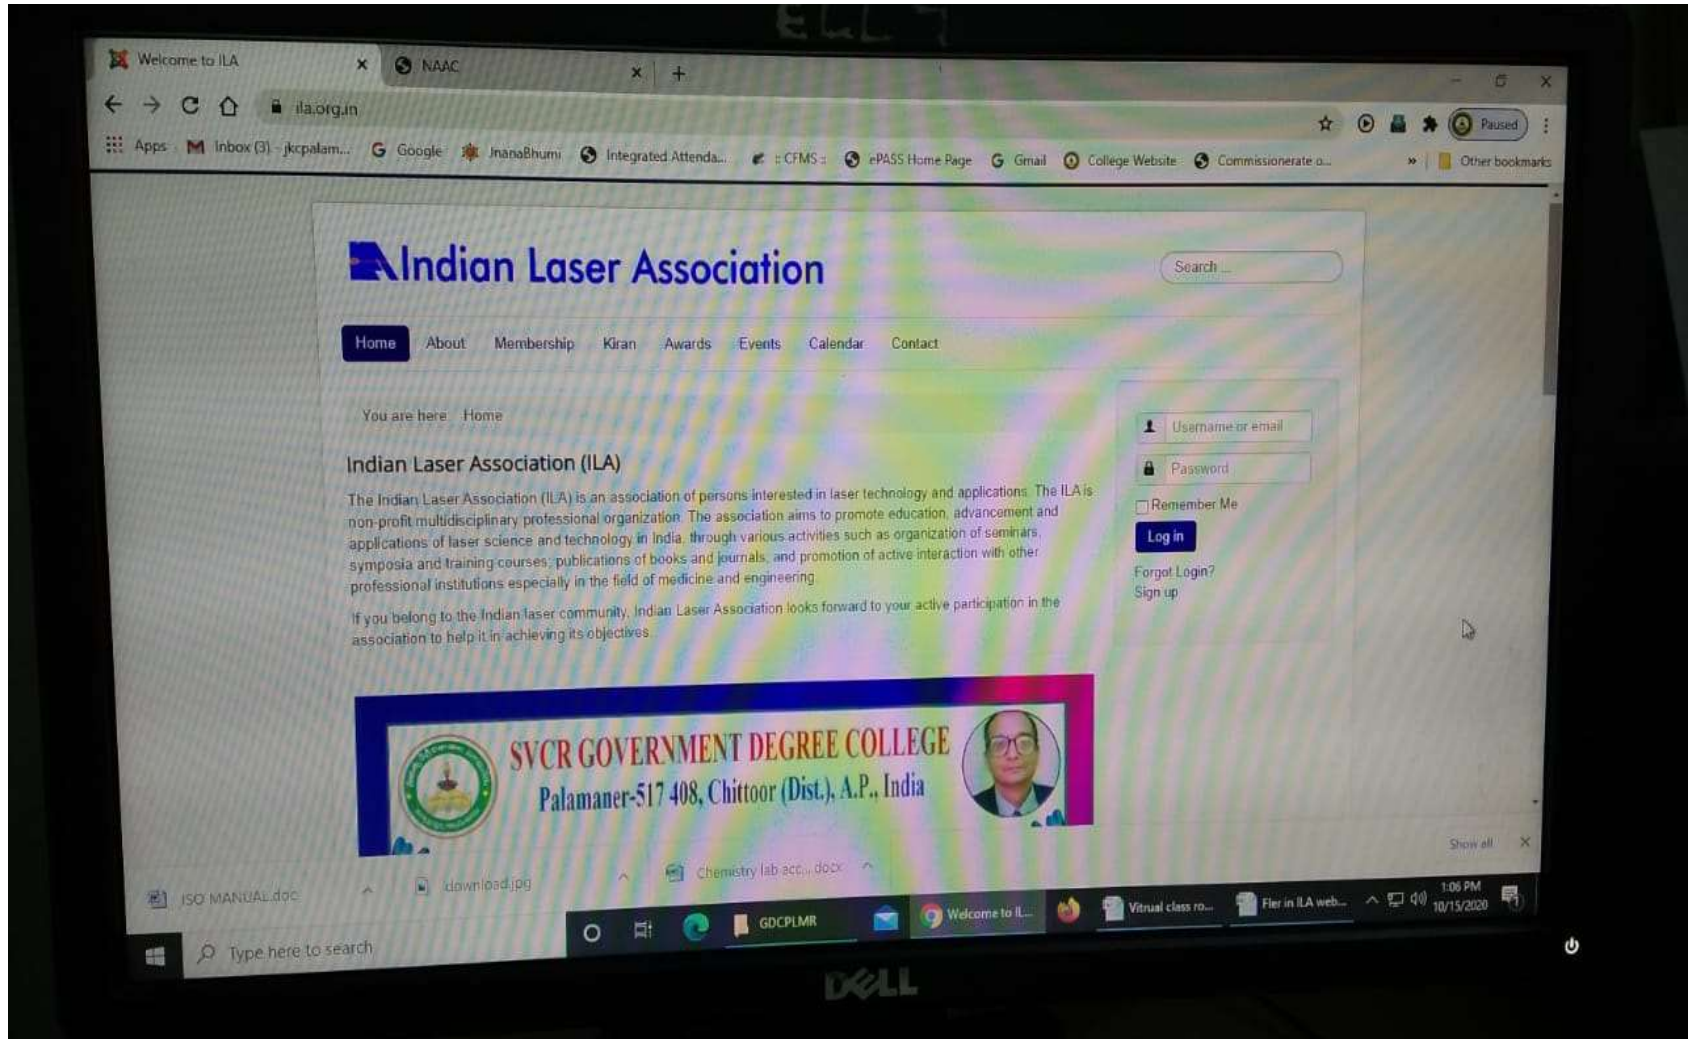 ELL 7
Welcome to ILA
NAAC
ila.org.in
Paused
Apps
Inbox (3) - jkcpalam...
Google
JnanaBhumi
Integrated Attenda...
:: CFMS ::
ePASS Home Page
Gmail
College Website
Commissionerate o...
»
Other bookmarks
Indian Laser Association
Search ...
Home
About
Membership
Kiran
Awards
Events
Calendar
Contact
You are here: Home
Username or email
Indian Laser Association (ILA)
Password
The Indian Laser Association (ILA) is an association of persons interested in laser technology and applications. The ILA is
non-profit multidisciplinary professional organization. The association aims to promote education, advancement and
applications of laser science and technology in India, through various activities such as organization of seminars,
symposia and training courses; publications of books and journals; and promotion of active interaction with other
professional institutions especially in the field of medicine and engineering.
If you belong to the Indian laser community, Indian Laser Association looks forward to your active participation in the
association to help it in achieving its objectives.
Remember Me
Log in
Forgot Login?
Sign up
SVCR GOVERNMENT DEGREE COLLEGE
Palamaner-517 408, Chittoor (Dist.), A.P., India
Show all
ISO MANUAL.doc
download.jpg
Chemistry lab acc....docx
Type here to search
GDCPLMR
Welcome to IL...
Vitrual class ro...
Fler in ILA web...
1:06 PM
10/15/2020
DELL